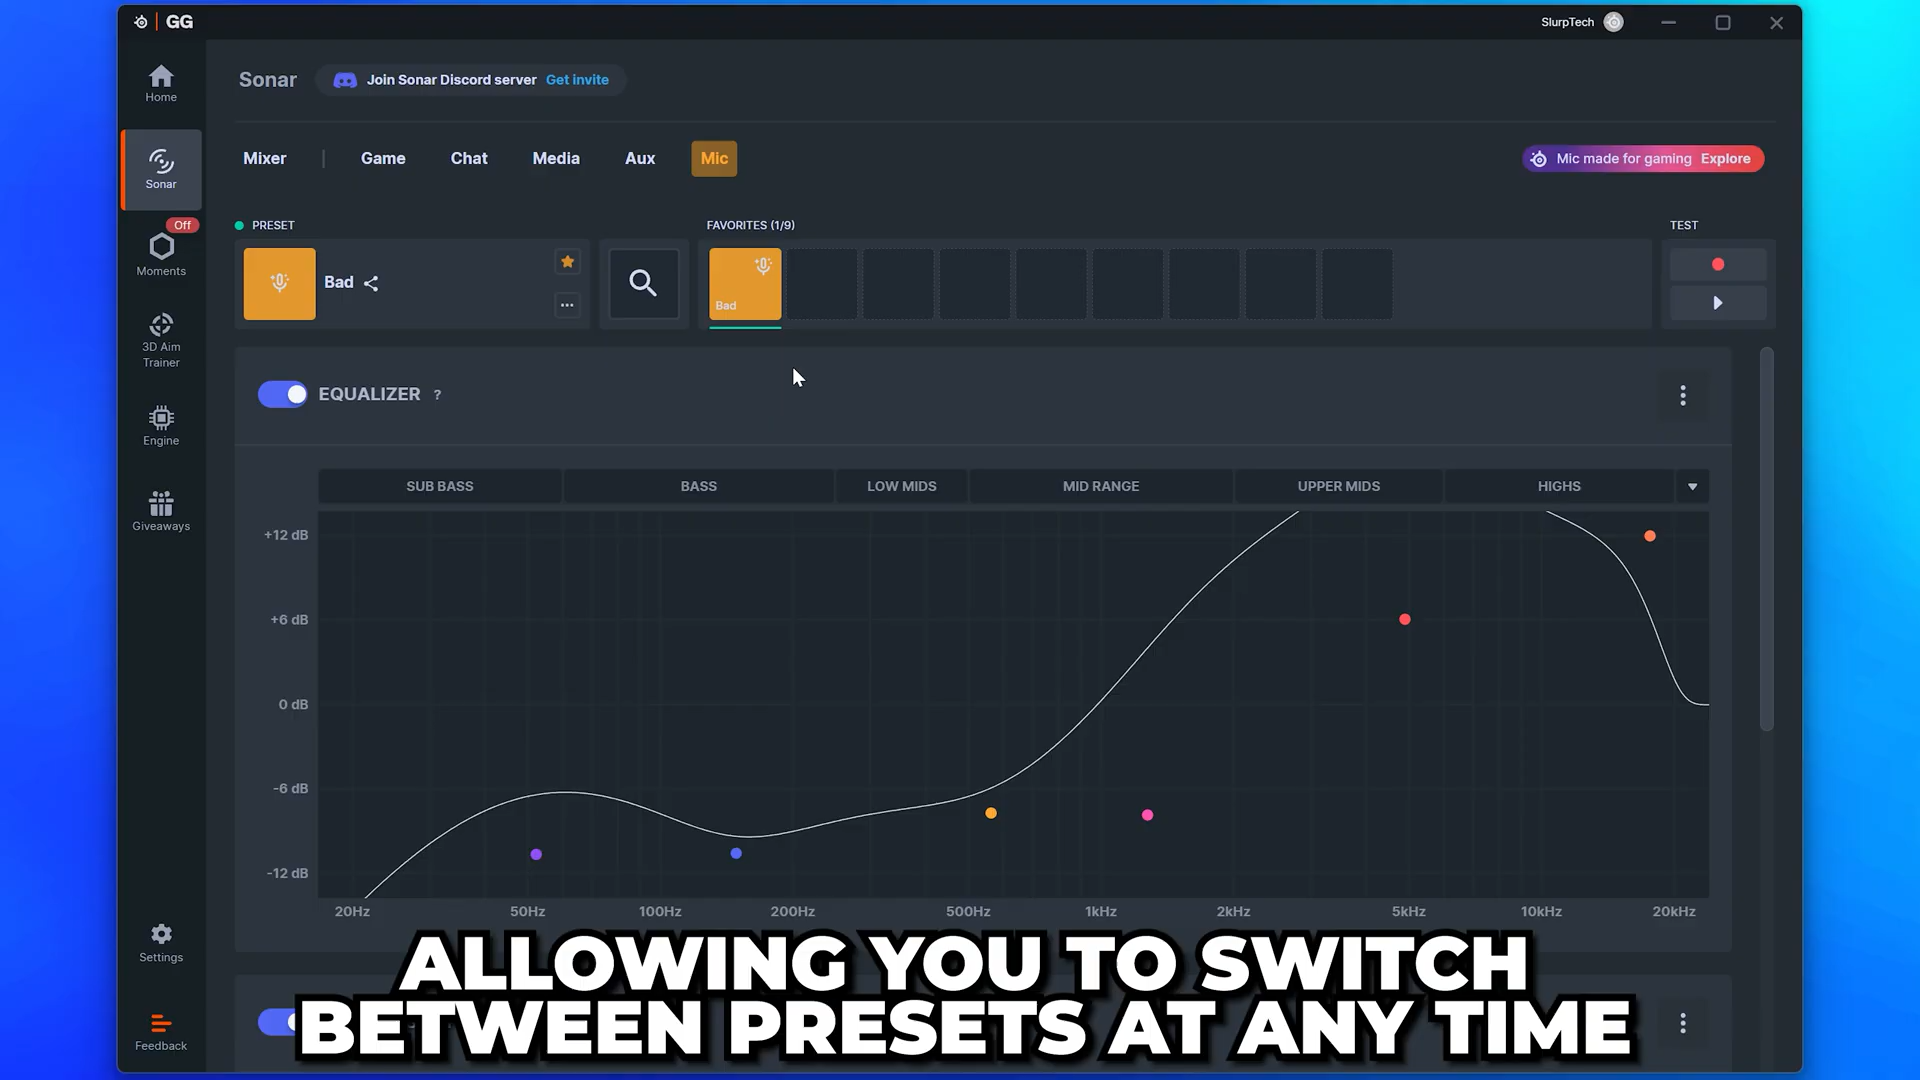 GG
SlurpTech
Home
Sonar
Off
Moments
3D Aim
Trainer
Engine
Giveaways
Settings
Feedback
Sonar
Join Sonar Discord server Get invite
Mixer
Game
Chat
Media
Aux
Mic
Mic made for gaming Explore
PRESET
Bad
FAVORITES (1/9)
Bad
TEST
EQUALIZER ?
SUB BASS
BASS
LOW MIDS
MID RANGE
UPPER MIDS
HIGHS
+12 dB
+6 dB
0 dB
-6 dB
-12 dB
20Hz
50Hz
100Hz
200Hz
500Hz
1kHz
2kHz
5kHz
10kHz
20kHz
ALLOWING YOU TO SWITCH
BETWEEN PRESETS AT ANY TIME